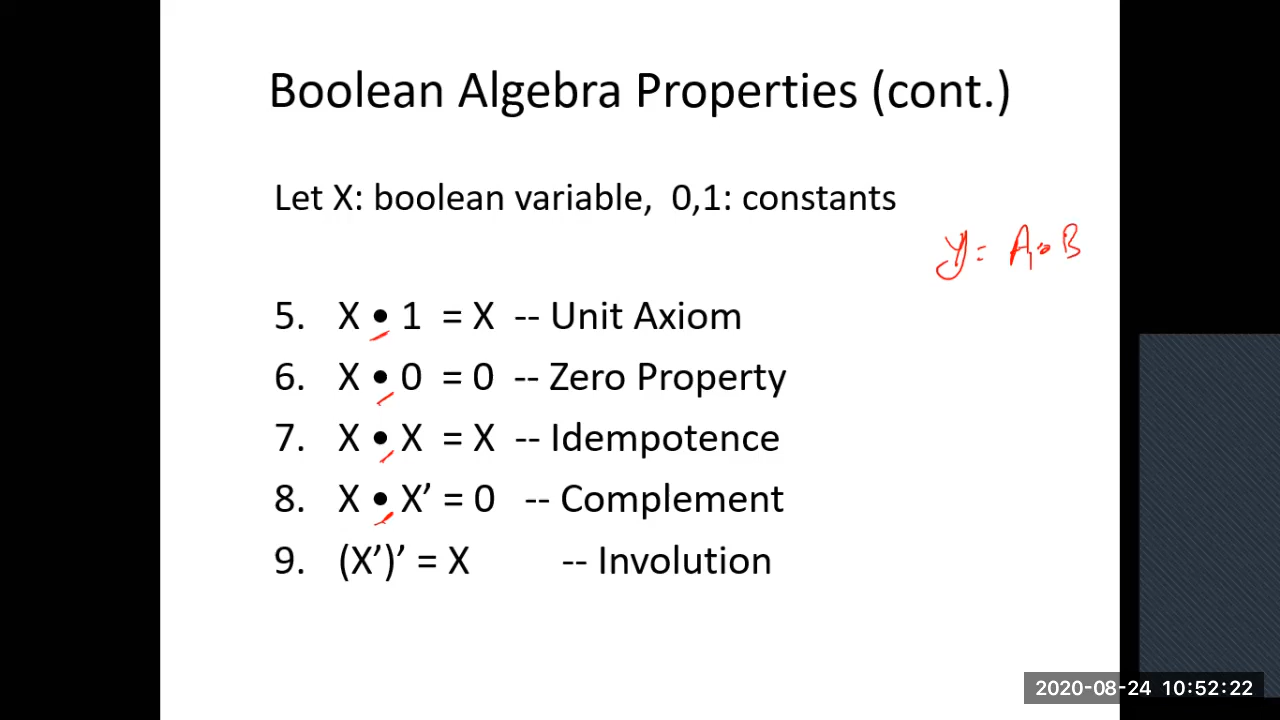 Boolean Algebra Properties (cont.)
Let X: boolean variable, 0,1: constants
y = A • B
5. X • 1 = X -- Unit Axiom
6. X • 0 = 0 -- Zero Property
7. X • X = X -- Idempotence
8. X • X’ = 0 -- Complement
9. (X’)’ = X -- Involution
2020-08-24 10:52:22